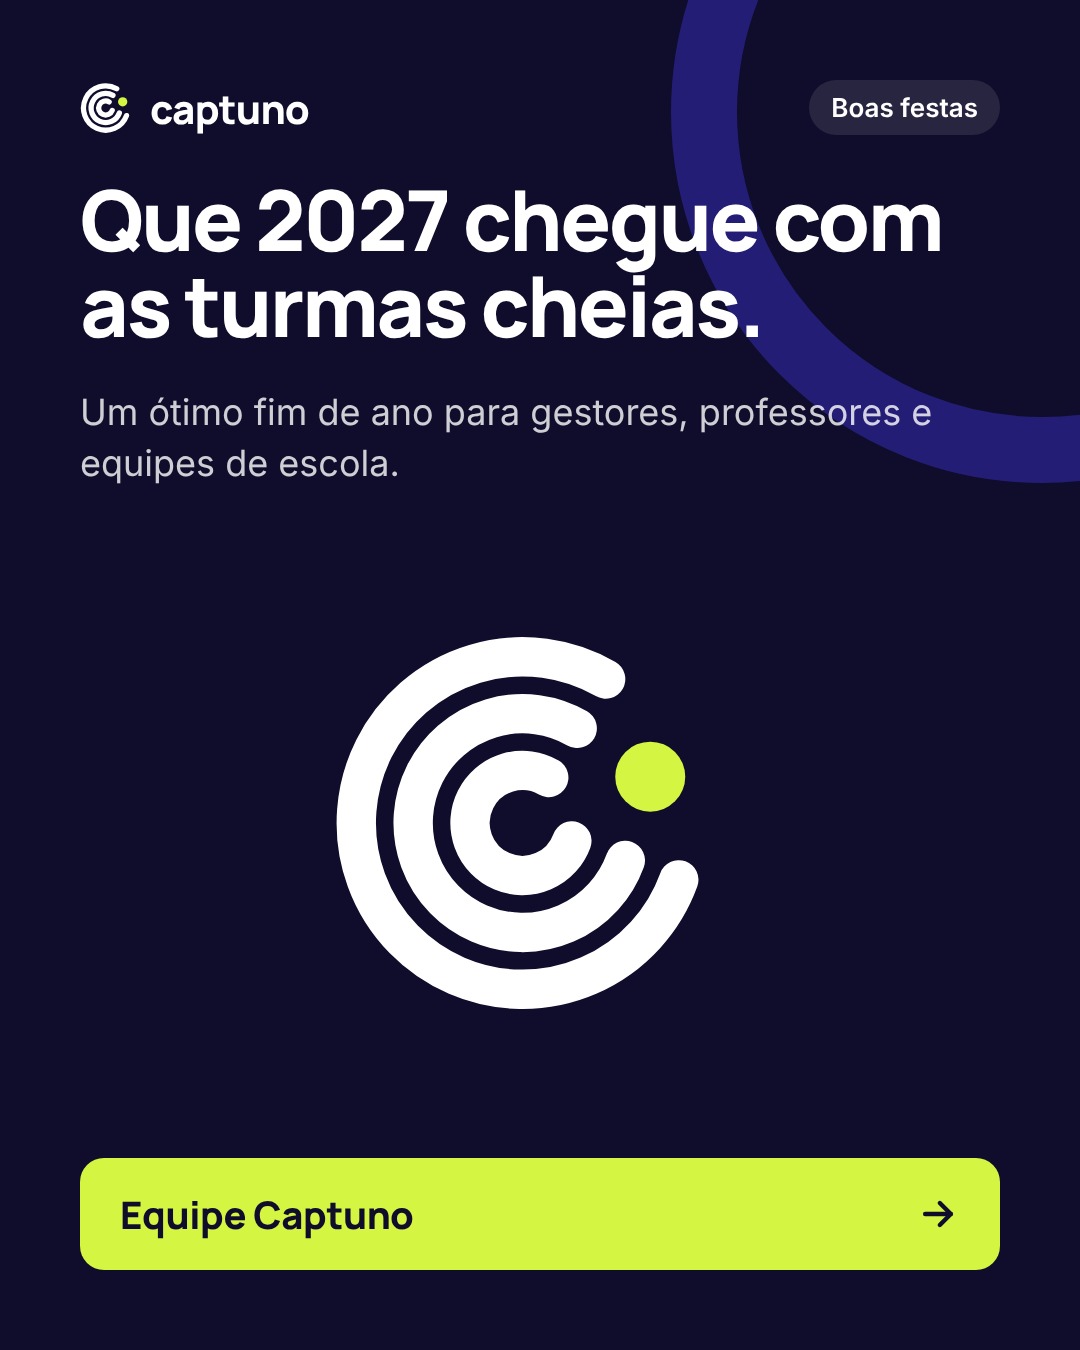 captuno
Boas festas
Que 2027 chegue com
as turmas cheias.
Um ótimo fim de ano para gestores, professores e
equipes de escola.
Equipe Captuno